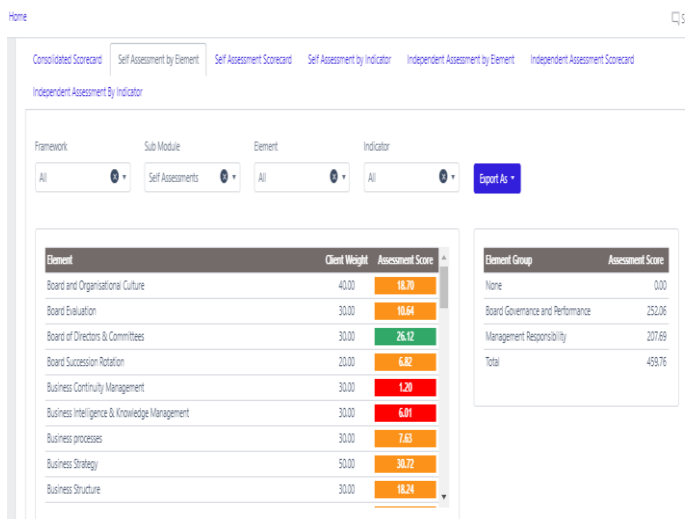 Home
S
Consolidated Scorecard Self Assessment by Element Self Assessment Scorecard Self Assessment by Indicator Independent Assessment by Element Independent Assessment Scorecard
Independent Assessment By Indicator
Framework Sub Module Element Indicator
All Self Assessments All All Export As
Element Client Weight Assessment Score
Board and Organisational Culture 40.00 18.70
Board Evaluation 30.00 10.64
Board of Directors & Committees 30.00 26.12
Board Succession Rotation 20.00 6.82
Business Continuity Management 30.00 1.20
Business Intelligence & Knowledge Management 30.00 6.01
Business processes 30.00 7.63
Business Strategy 50.00 30.72
Business Structure 30.00 18.24
Element Group Assessment Score
None 0.00
Board Governance and Performance 252.06
Management Responsibility 207.69
Total 459.76